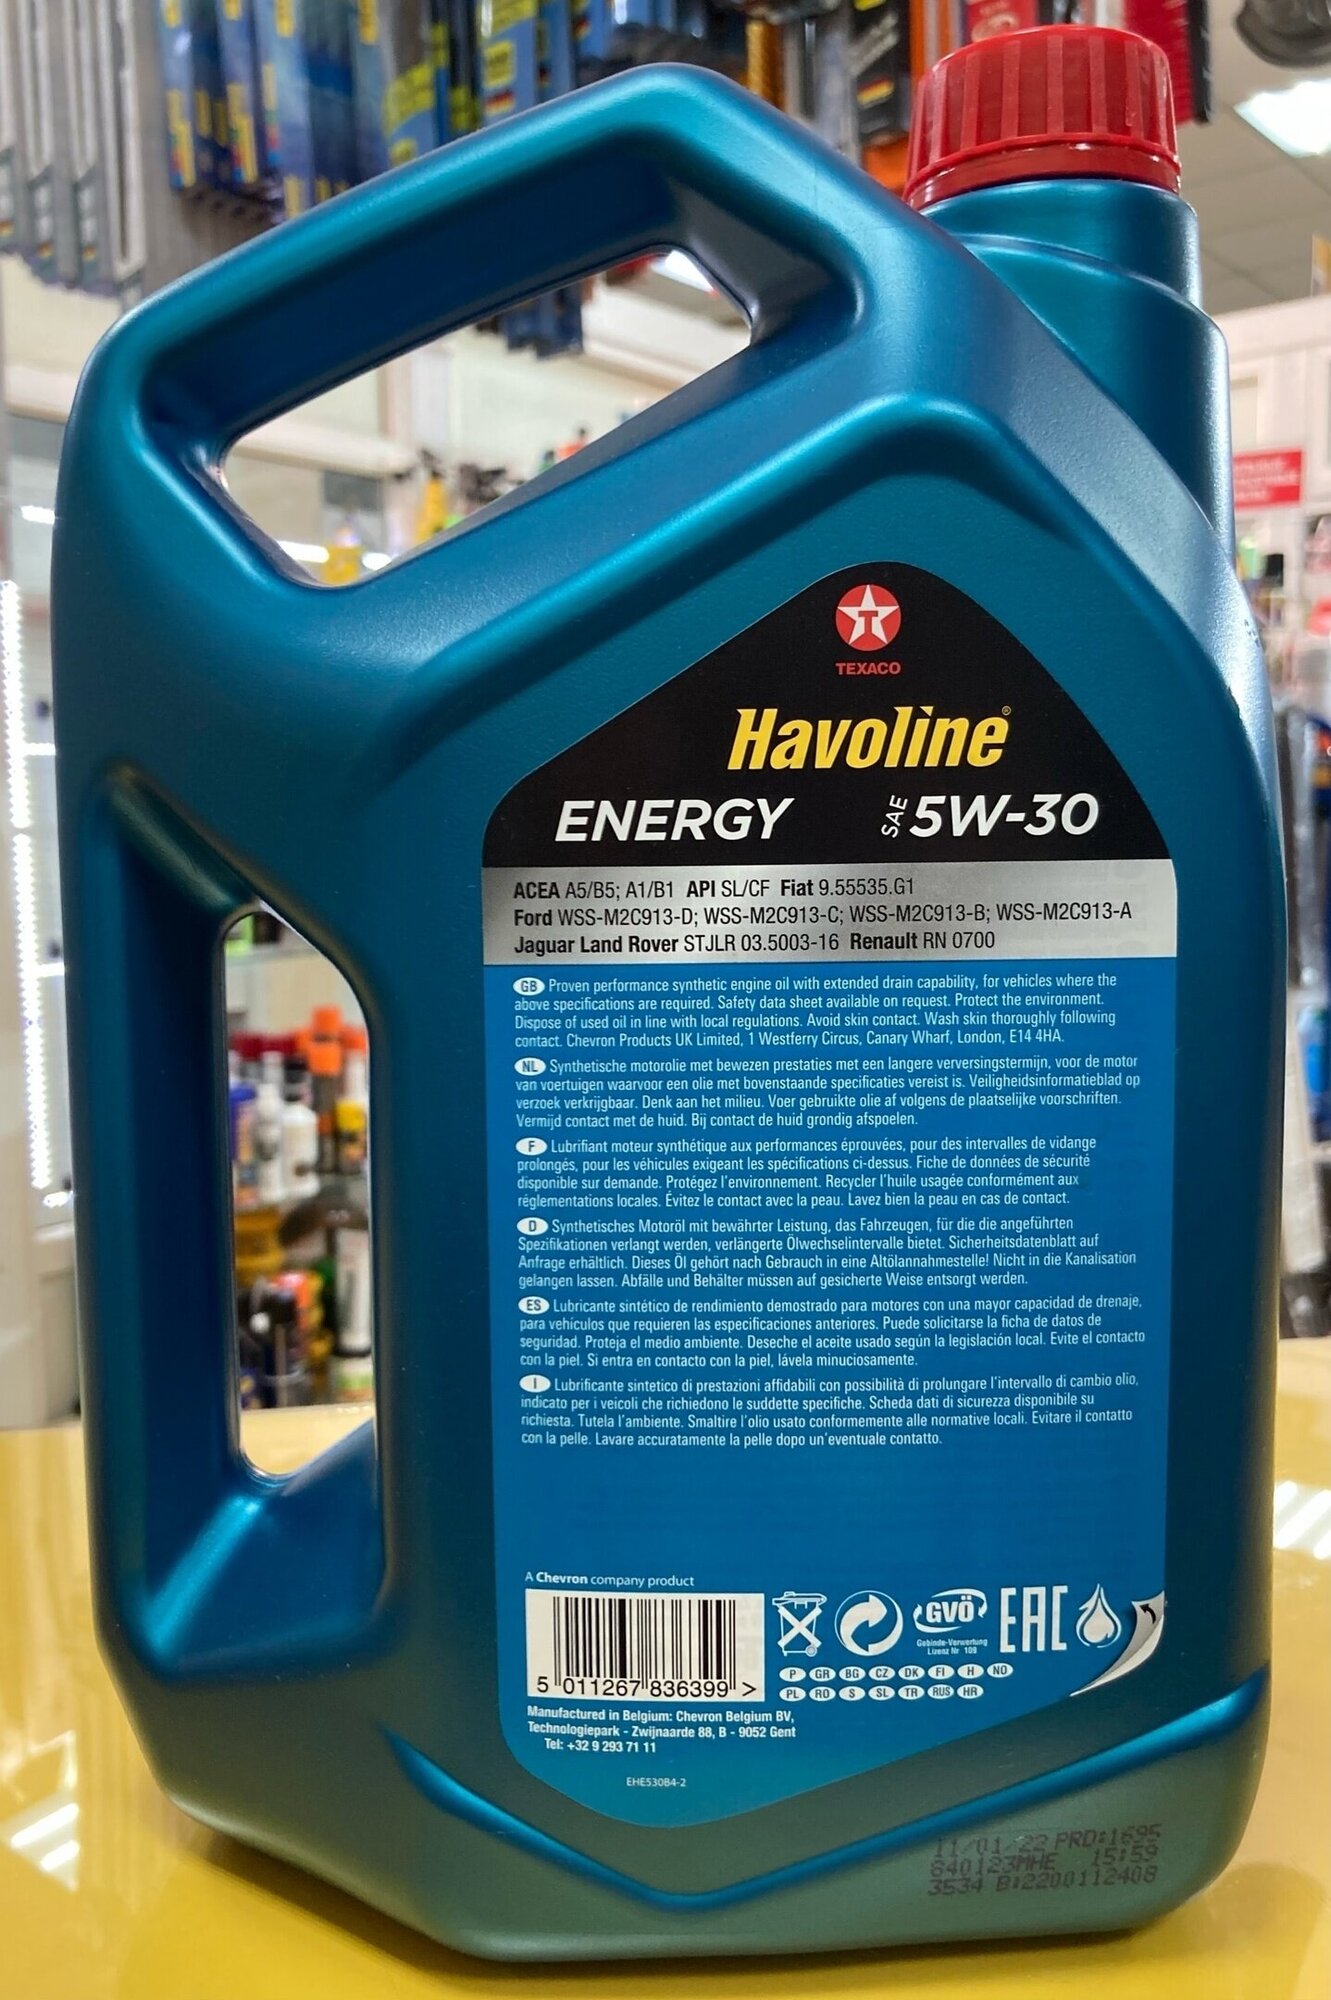 TEXACO
Havoline®
ENERGY SAE 5W-30
ACEA A5/B5; A1/B1 API SL/CF Fiat 9.55535.G1
Ford WSS-M2C913-D; WSS-M2C913-C; WSS-M2C913-B; WSS-M2C913-A
Jaguar Land Rover STJLR 03.5003-16 Renault RN 0700
GB Proven performance synthetic engine oil with extended drain capability, for vehicles where the
above specifications are required. Safety data sheet available on request. Protect the environment.
Dispose of used oil in line with local regulations. Avoid skin contact. Wash skin thoroughly following
contact. Chevron Products UK Limited, 1 Westferry Circus, Canary Wharf, London, E14 4HA.
NL Synthetische motorolie met bewezen prestaties met een langere verversingstermijn, voor de motor
van voertuigen waarvoor een olie met bovenstaande specificaties vereist is. Veiligheidsinformatieblad op
verzoek verkrijgbaar. Denk aan het milieu. Voer gebruikte olie af volgens de plaatselijke voorschriften.
Vermijd contact met de huid. Bij contact de huid grondig afspoelen.
F Lubrifiant moteur synthétique aux performances éprouvées, pour des intervalles de vidange
prolongés, pour les véhicules exigeant les spécifications ci-dessus. Fiche de données de sécurité
disponible sur demande. Protégez l'environnement. Recycler l'huile usagée conformément aux
réglementations locales. Évitez le contact avec la peau. Lavez bien la peau en cas de contact.
D Synthetisches Motoröl mit bewährter Leistung, das Fahrzeugen, für die die angeführten
Spezifikationen verlangt werden, verlängerte Ölwechselintervalle bietet. Sicherheitsdatenblatt auf
Anfrage erhältlich. Dieses Öl gehört nach Gebrauch in eine Altölannahmestelle! Nicht in die Kanalisation
gelangen lassen. Abfälle und Behälter müssen auf gesicherte Weise entsorgt werden.
ES Lubricante sintético de rendimiento demostrado para motores con una mayor capacidad de drenaje,
para vehículos que requieren las especificaciones anteriores. Puede solicitarse la ficha de datos de
seguridad. Proteja el medio ambiente. Deseche el aceite usado según la legislación local. Evite el contacto
con la piel. Si entra en contacto con la piel, lávela minuciosamente.
I Lubrificante sintetico di prestazioni affidabili con possibilità di prolungare l'intervallo di cambio olio,
indicato per i veicoli che richiedono le suddette specifiche. Scheda dati di sicurezza disponibile su
richiesta. Tutela l'ambiente. Smaltire l'olio usato conformemente alle normative locali. Evitare il contatto
con la pelle. Lavare accuratamente la pelle dopo un'eventuale contatto.
A Chevron company product
5 011267 836399 >
GVÖ
Gebinde-Verwertung
Lizenz Nr 109
EAC
P GR BG CZ DK FI H NO
PL RO S SL TR RUS HR
Manufactured in Belgium: Chevron Belgium BV,
Technologiepark - Zwijnaarde 88, B - 9052 Gent
Tel: +32 9 293 71 11
EHE530B4-2
11/01/22 PRD:1695
840123MHE 15:59
3534 B:2200112408